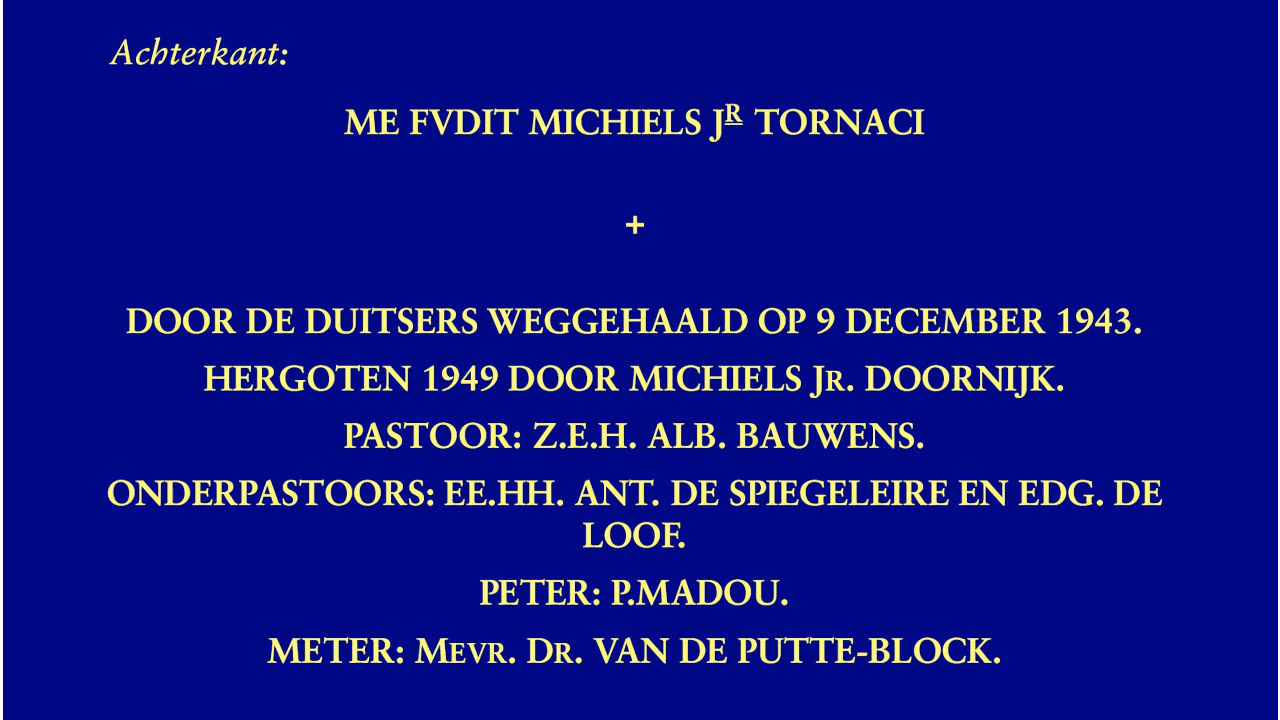 Achterkant:
ME FVDIT MICHIELS Jᴿ TORNACI
+
DOOR DE DUITSERS WEGGEHAALD OP 9 DECEMBER 1943.
HERGOTEN 1949 DOOR MICHIELS JR. DOORNIJK.
PASTOOR: Z.E.H. ALB. BAUWENS.
ONDERPASTOORS: EE.HH. ANT. DE SPIEGELEIRE EN EDG. DE
LOOF.
PETER: P.MADOU.
METER: MEVR. DR. VAN DE PUTTE-BLOCK.